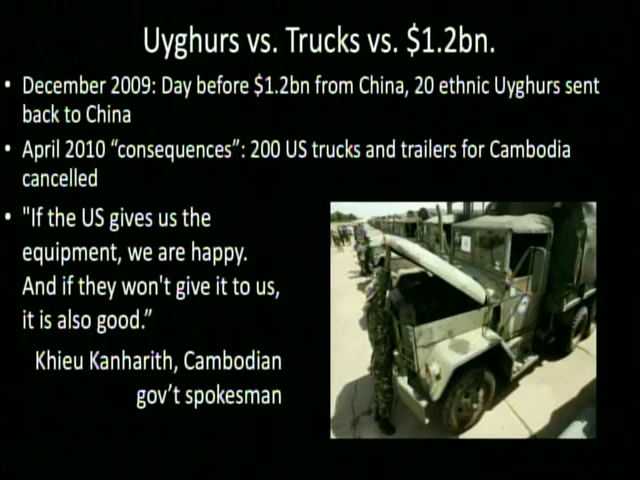 Uyghurs vs. Trucks vs. $1.2bn.
• December 2009: Day before $1.2bn from China, 20 ethnic Uyghurs sent
back to China
• April 2010 “consequences”: 200 US trucks and trailers for Cambodia
cancelled
• "If the US gives us the
equipment, we are happy.
And if they won't give it to us,
it is also good.”
Khieu Kanharith, Cambodian
gov’t spokesman